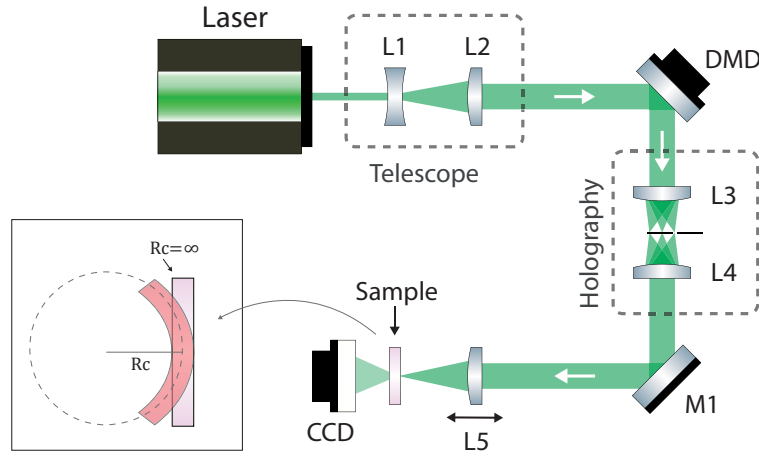 Laser
L1
L2
DMD
Telescope
Holography
L3
L4
Rc=∞
Rc
Sample
CCD
L5
M1